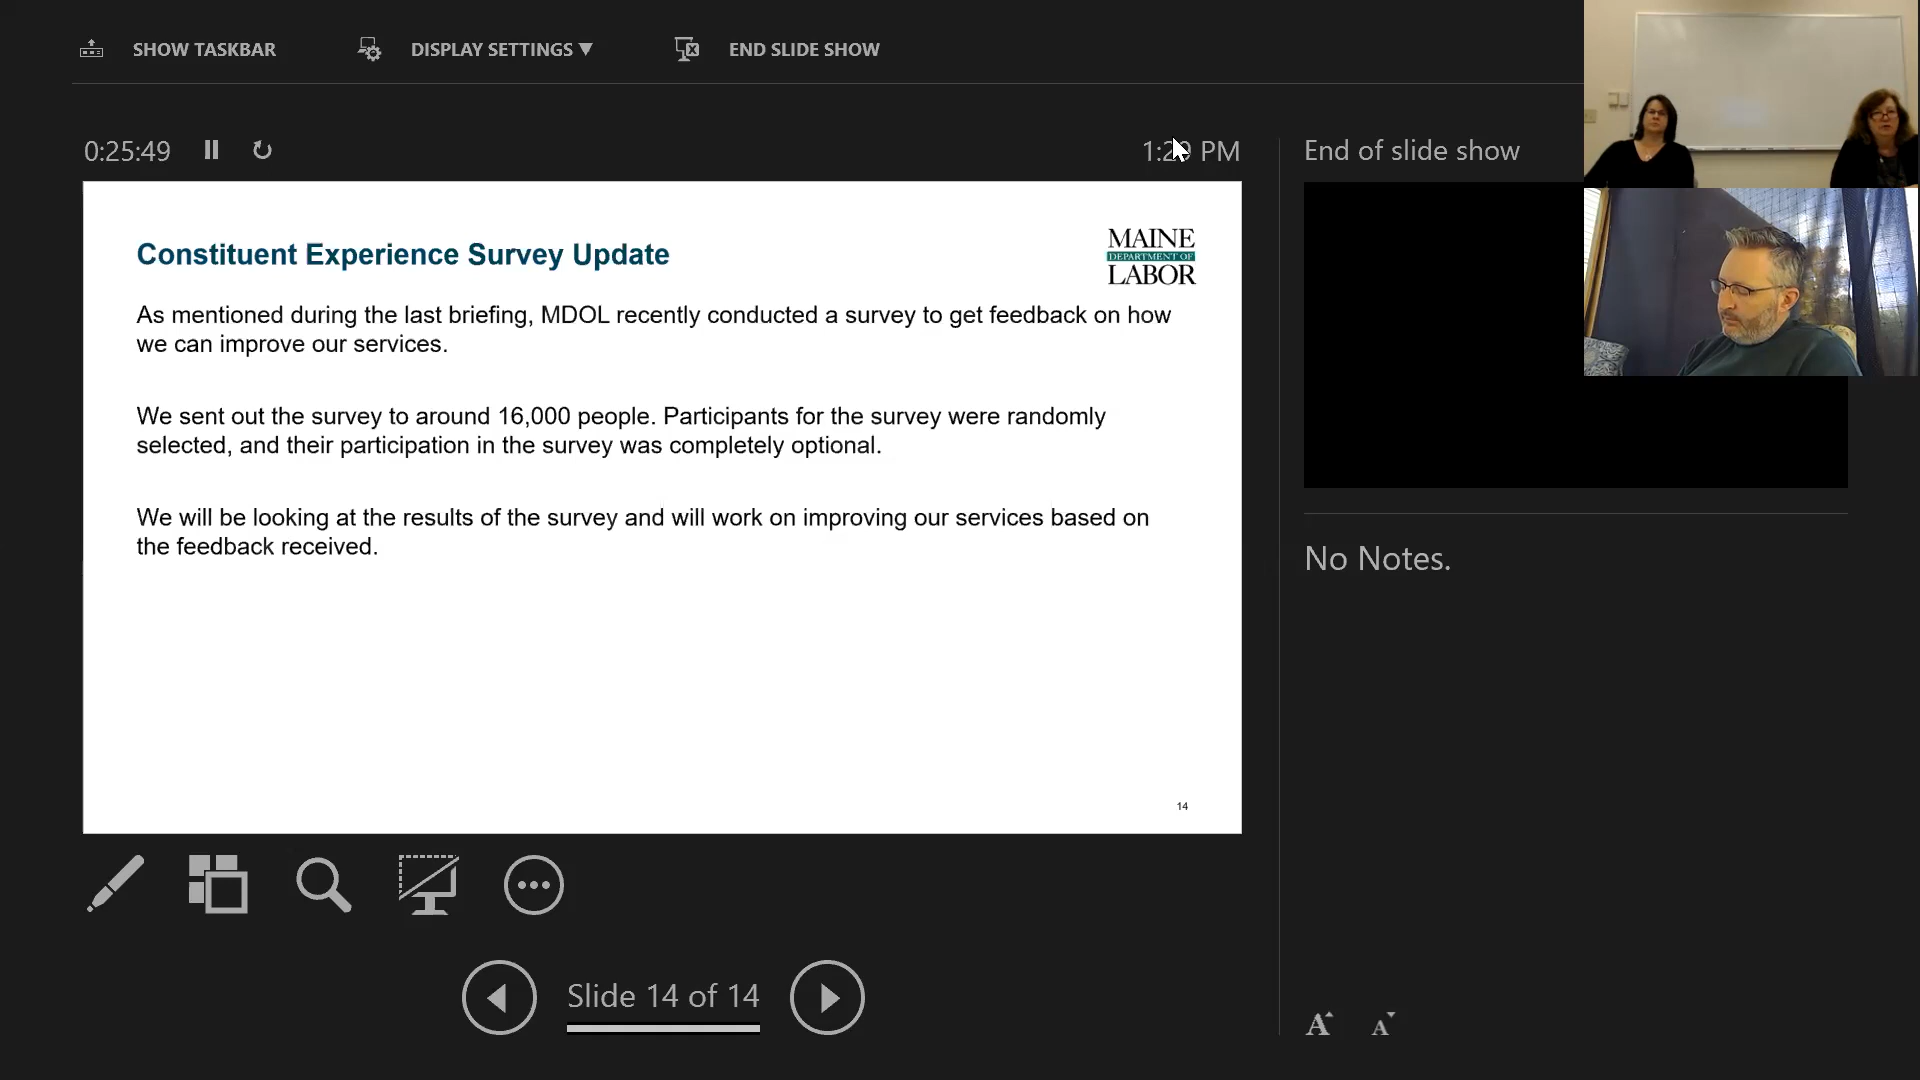 SHOW TASKBAR
DISPLAY SETTINGS ▼
END SLIDE SHOW
0:25:49
PM
End of slide show
Constituent Experience Survey Update
MAINE
DEPARTMENT OF
LABOR
As mentioned during the last briefing, MDOL recently conducted a survey to get feedback on how
we can improve our services.
We sent out the survey to around 16,000 people. Participants for the survey were randomly
selected, and their participation in the survey was completely optional.
We will be looking at the results of the survey and will work on improving our services based on
the feedback received.
14
No Notes.
Slide 14 of 14
A A